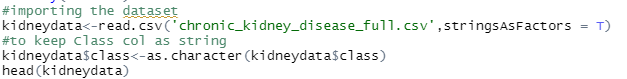 #importing the dataset
kidneydata<-read.csv('chronic_kidney_disease_full.csv',stringsAsFactors = T)
#to keep Class col as string
kidneydata$class<-as.character(kidneydata$class)
head(kidneydata)